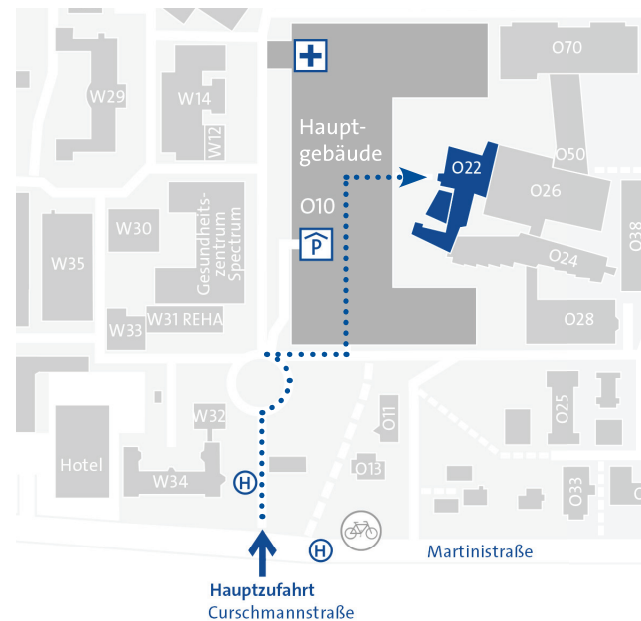 O70
W29
W14
W12
Haupt-
gebäude
O22
O50
O26
O10
P
W30
Gesundheits-
zentrum
Spectrum
W35
O38
O24
W31 REHA
W33
O28
W32
O11
O25
Hotel
W34
H
O13
O33
H
Martinistraße
Hauptzufahrt
Curschmannstraße